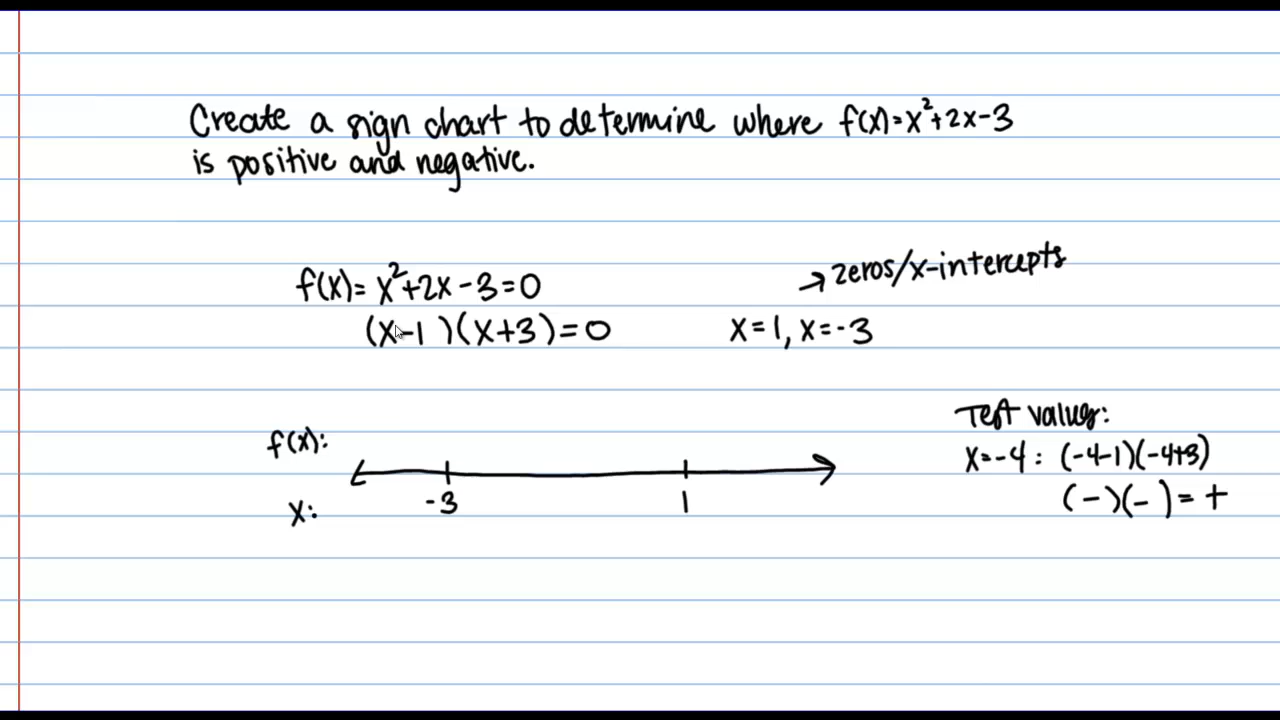 Create a sign chart to determine where f(x)=x²+2x-3
is positive and negative.
f(x)= x²+2x-3=0
→zeros/x-intercepts
(x-1)(x+3)=0
x=1, x=-3
Test values:
f(x):
x=-4: (-4-1)(-4+3)
(-)(-)=+
x:
-3
1